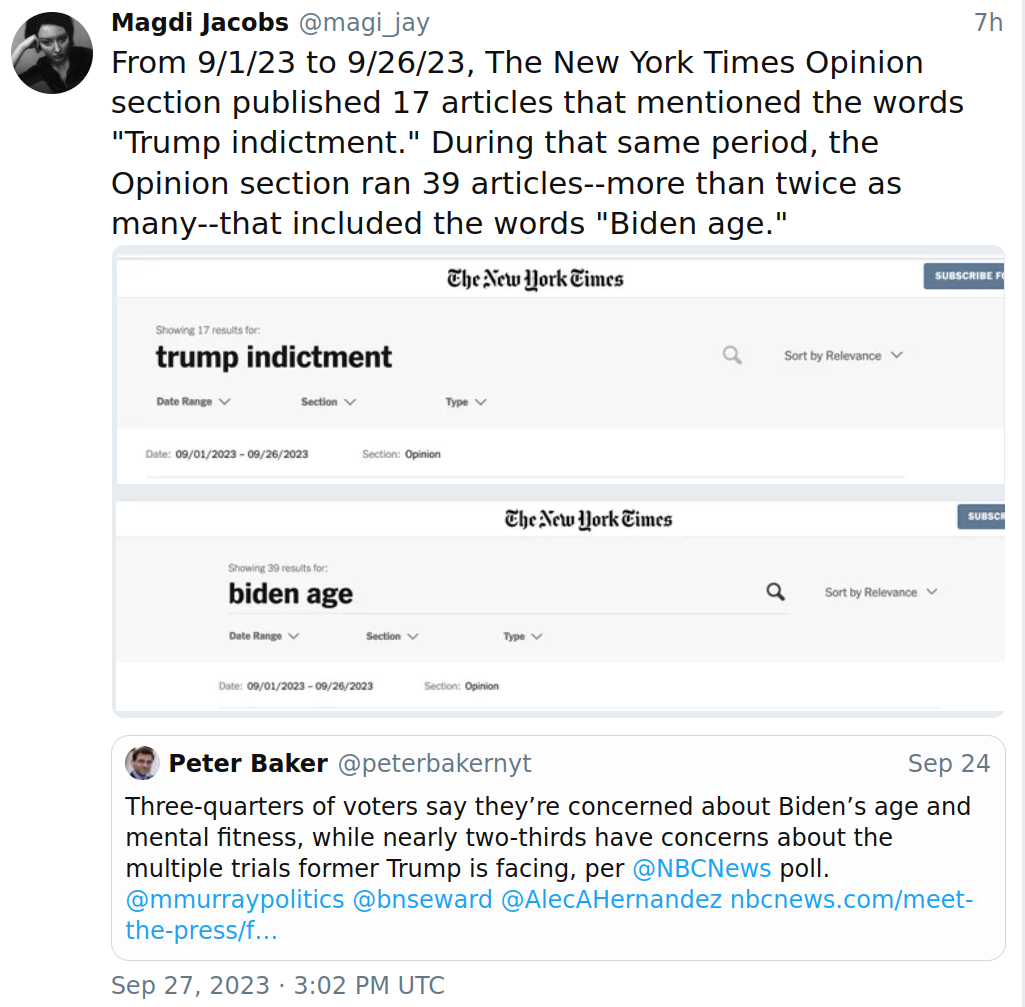 Magdi Jacobs @magi_jay 7h
From 9/1/23 to 9/26/23, The New York Times Opinion
section published 17 articles that mentioned the words
"Trump indictment." During that same period, the
Opinion section ran 39 articles--more than twice as
many--that included the words "Biden age."
The New York Times
SUBSCRIBE F
Showing 17 results for:
trump indictment
Sort by Relevance
Date Range Section Type
Date: 09/01/2023 – 09/26/2023 Section: Opinion
The New York Times
SUBSCR
Showing 39 results for:
biden age
Sort by Relevance
Date Range Section Type
Date: 09/01/2023 – 09/26/2023 Section: Opinion
Peter Baker @peterbakernyt Sep 24
Three-quarters of voters say they’re concerned about Biden’s age and
mental fitness, while nearly two-thirds have concerns about the
multiple trials former Trump is facing, per @NBCNews poll.
@mmurraypolitics @bnseward @AlecAHernandez nbcnews.com/meet-
the-press/f…
Sep 27, 2023 · 3:02 PM UTC